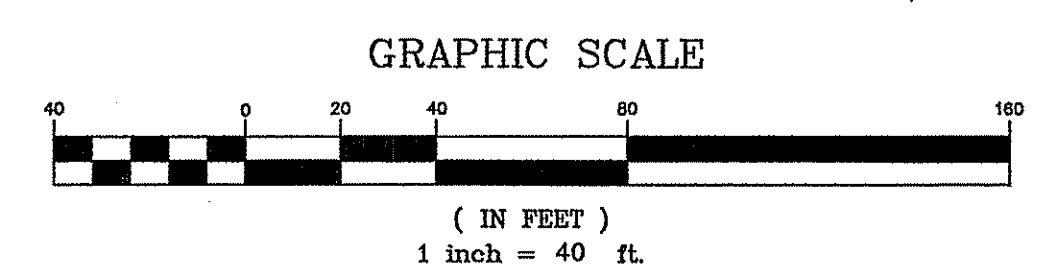 GRAPHIC SCALE
40 0 20 40 80 160
( IN FEET )
1 inch = 40 ft.